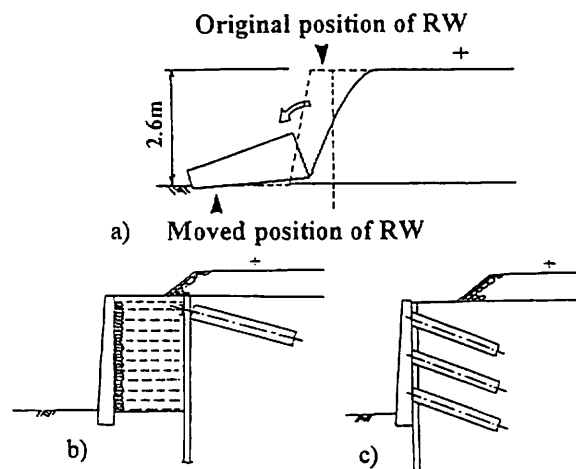 Original position of RW
2.6m
a) Moved position of RW
b)
c)